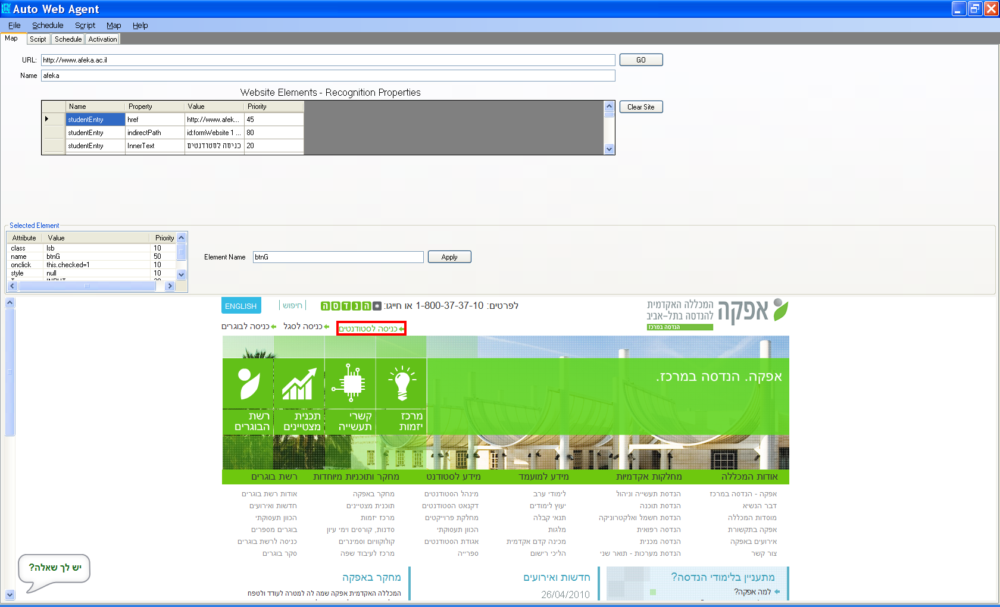 Auto Web Agent
File Schedule Script Map Help
Map Script Schedule Activation
URL: http://www.afeka.ac.il GO
Name afeka
Website Elements - Recognition Properties
Name Property Value Priority
studentEntry href http://www.afek... 45
studentEntry indirectPath id:formWebsite 1 ... 80
studentEntry InnerText כניסה לסטודנטים 20
Clear Site
Selected Element
Attribute Value Priority
class lsb 10
name btnG 50
onclick this.checked=1 10
style null 10
Element Name btnG Apply
ENGLISH
חיפוש
לפרטים: 1-800-37-37-10 או חייגו: * הנדסה
המכללה האקדמית
להנדסה בתל-אביב
הנדסה במרכז
אפקה
כניסה לסטודנטים
כניסה לסגל
כניסה לבוגרים
אפקה. הנדסה במרכז.
מרכז
יזמות
קשרי
תעשייה
תכנית
מצטיינים
רשת
הבוגרים
אודות המכללה
אפקה - הנדסה במרכז
דבר הנשיא
מוסדות המכללה
אפקה בתקשורת
אירועים באפקה
צור קשר
מחלקות אקדמיות
הנדסת תעשייה וניהול
הנדסת תוכנה
הנדסת חשמל ואלקטרוניקה
הנדסה רפואית
הנדסה מכנית
הנדסת מערכות - תואר שני
מידע למועמד
לימודי ערב
יעוץ לימודים
תנאי קבלה
מלגות
מכינה קדם אקדמית
הליכי רישום
מידע לסטודנט
מינהל הסטודנטים
דקנאט הסטודנטים
מחלקת פרוייקטים
הכוון תעסוקתי
אגודת הסטודנטים
ספרייה
מחקר ותוכניות מיוחדות
מחקר באפקה
תוכנית מצטיינים
מרכז יזמות
סדנות, קורסים וימי עיון
קולוקוויום וסמינרים
מרכז לעיבוד שפה
רשת בוגרים
אודות רשת בוגרים
חדשות ואירועים
הכוון תעסוקתי
בוגרים מספרים
כניסה לרשת בוגרים
סקר בוגרים
מתעניין בלימודי הנדסה?
למה אפקה?
חדשות ואירועים
26/04/2010
מחקר באפקה
המכללה האקדמית אפקה שמה לה למטרה לעודד ולטפח
יש לך שאלה?